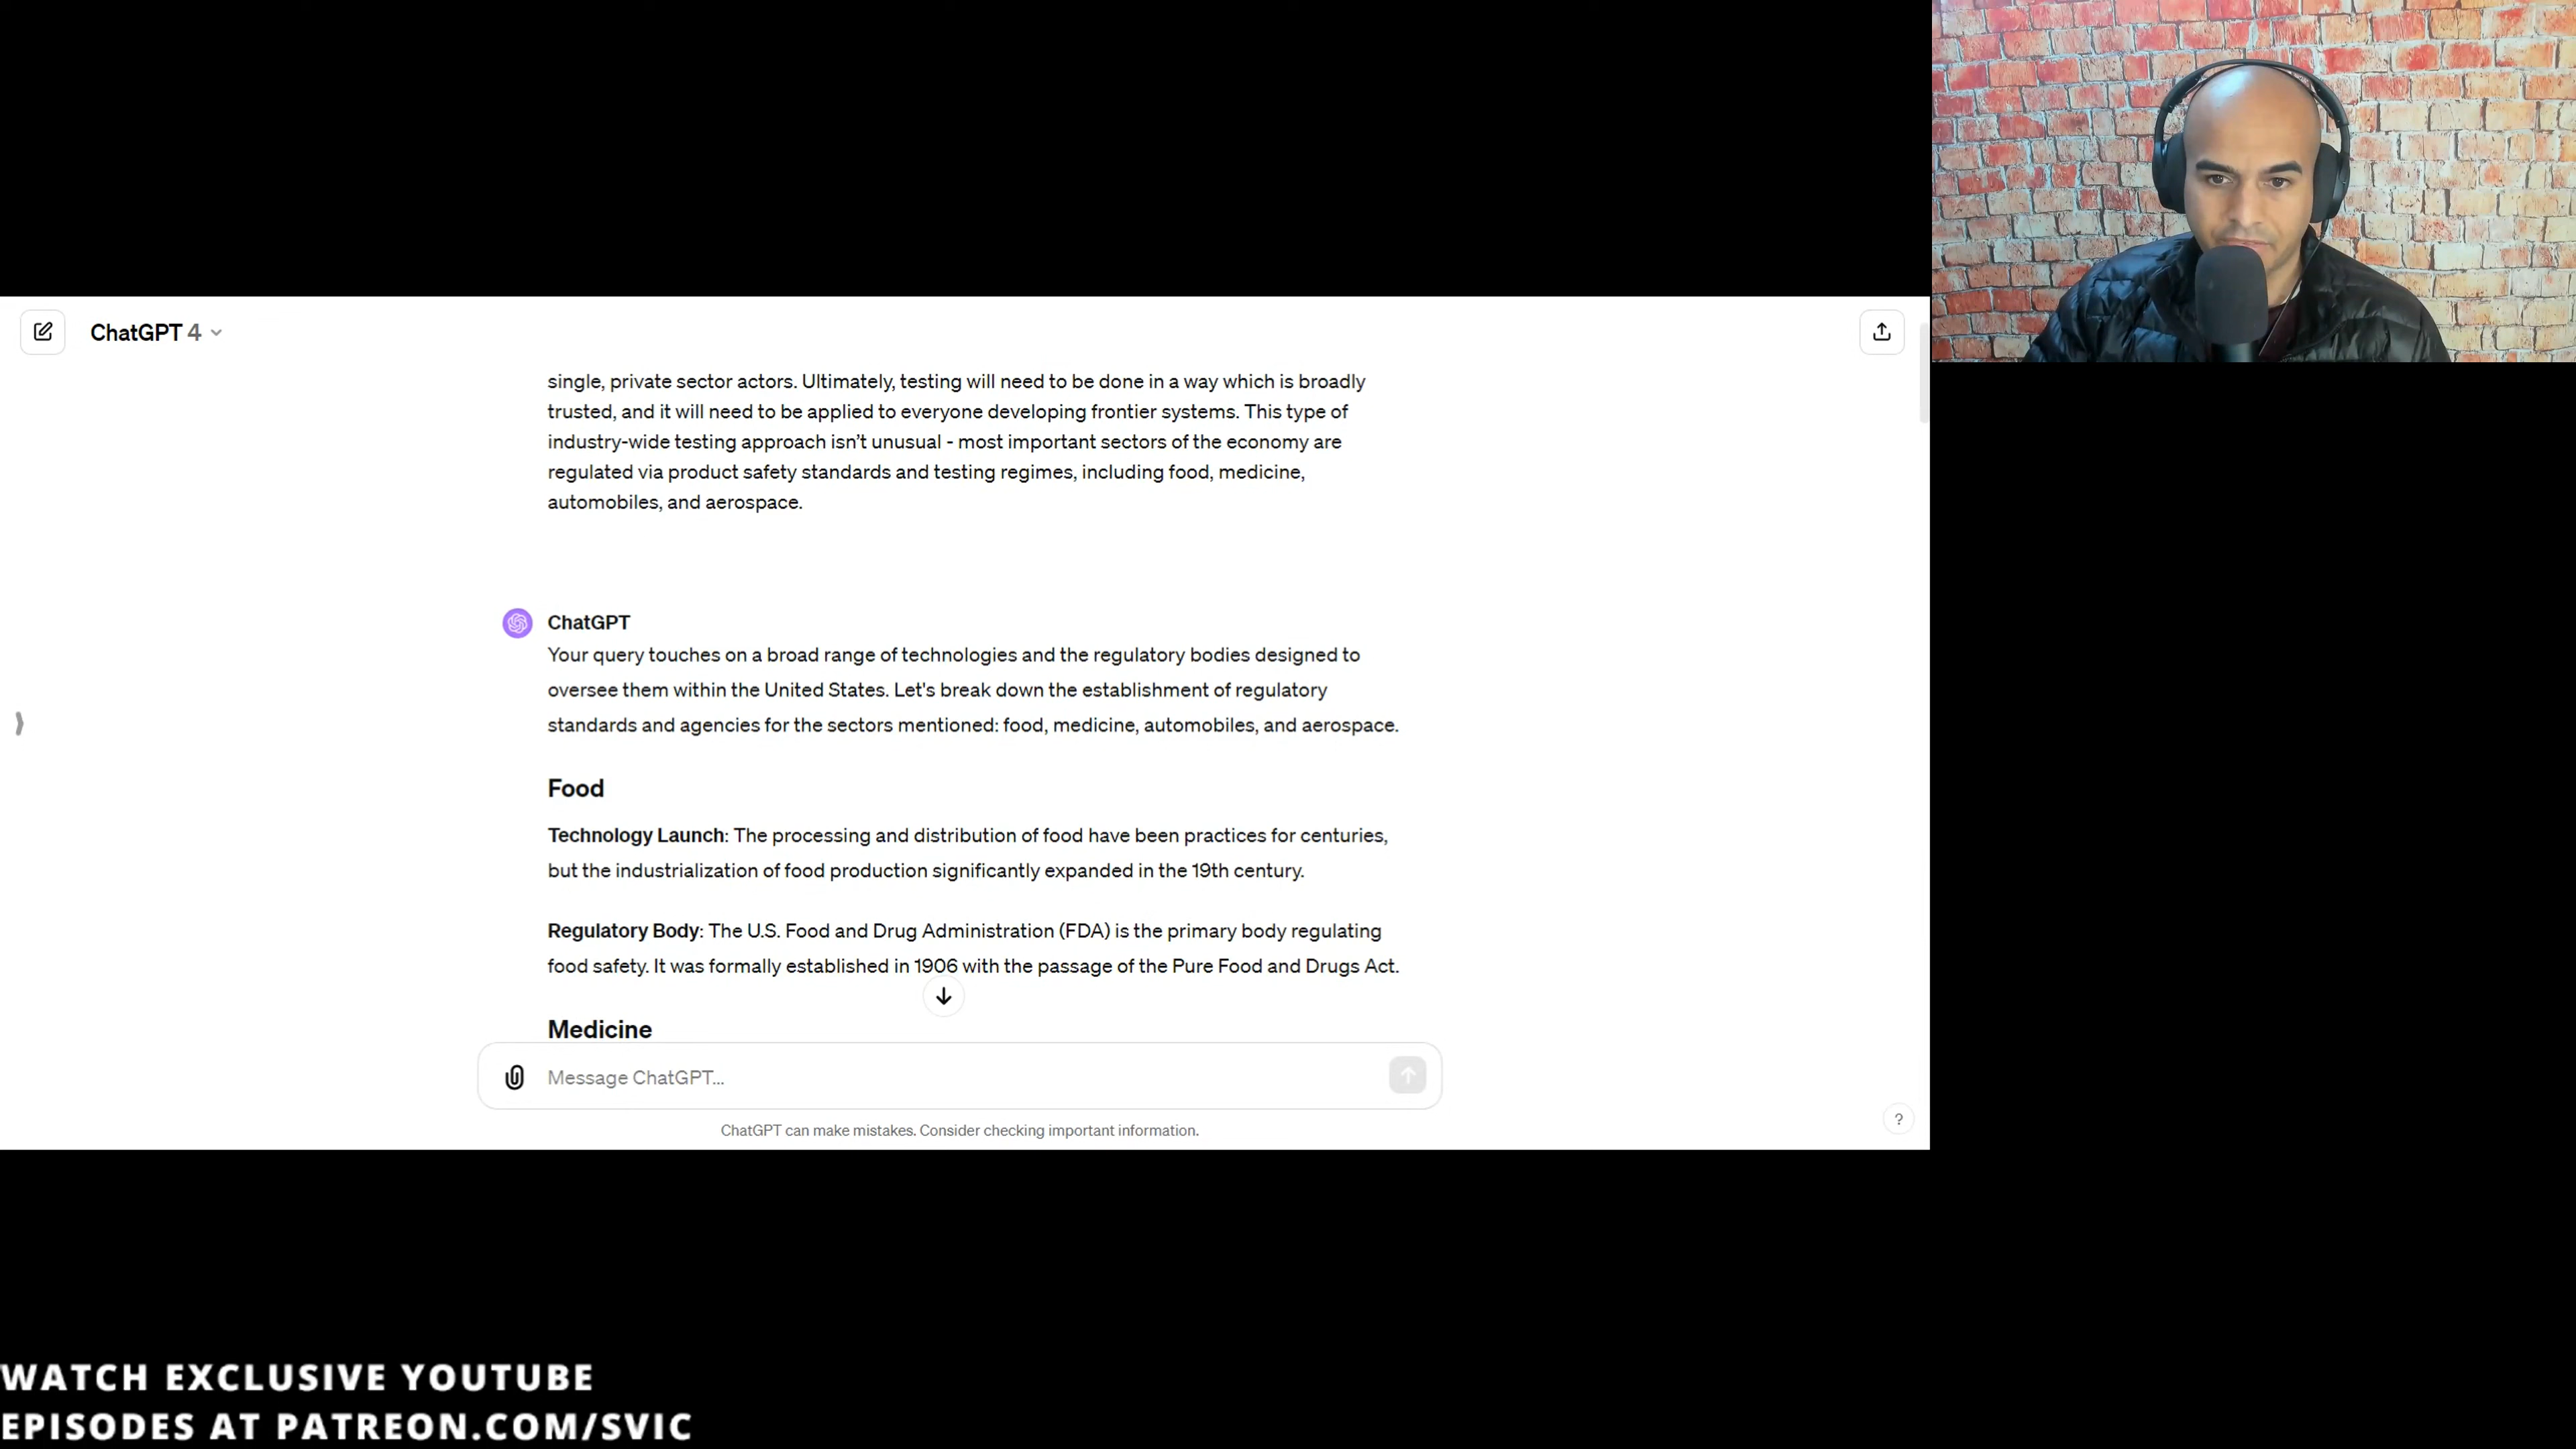 ChatGPT 4
single, private sector actors. Ultimately, testing will need to be done in a way which is broadly
trusted, and it will need to be applied to everyone developing frontier systems. This type of
industry-wide testing approach isn’t unusual - most important sectors of the economy are
regulated via product safety standards and testing regimes, including food, medicine,
automobiles, and aerospace.
ChatGPT
Your query touches on a broad range of technologies and the regulatory bodies designed to
oversee them within the United States. Let's break down the establishment of regulatory
standards and agencies for the sectors mentioned: food, medicine, automobiles, and aerospace.
Food
Technology Launch: The processing and distribution of food have been practices for centuries,
but the industrialization of food production significantly expanded in the 19th century.
Regulatory Body: The U.S. Food and Drug Administration (FDA) is the primary body regulating
food safety. It was formally established in 1906 with the passage of the Pure Food and Drugs Act.
Medicine
Message ChatGPT...
ChatGPT can make mistakes. Consider checking important information.
?
WATCH EXCLUSIVE YOUTUBE
EPISODES AT PATREON.COM/SVIC